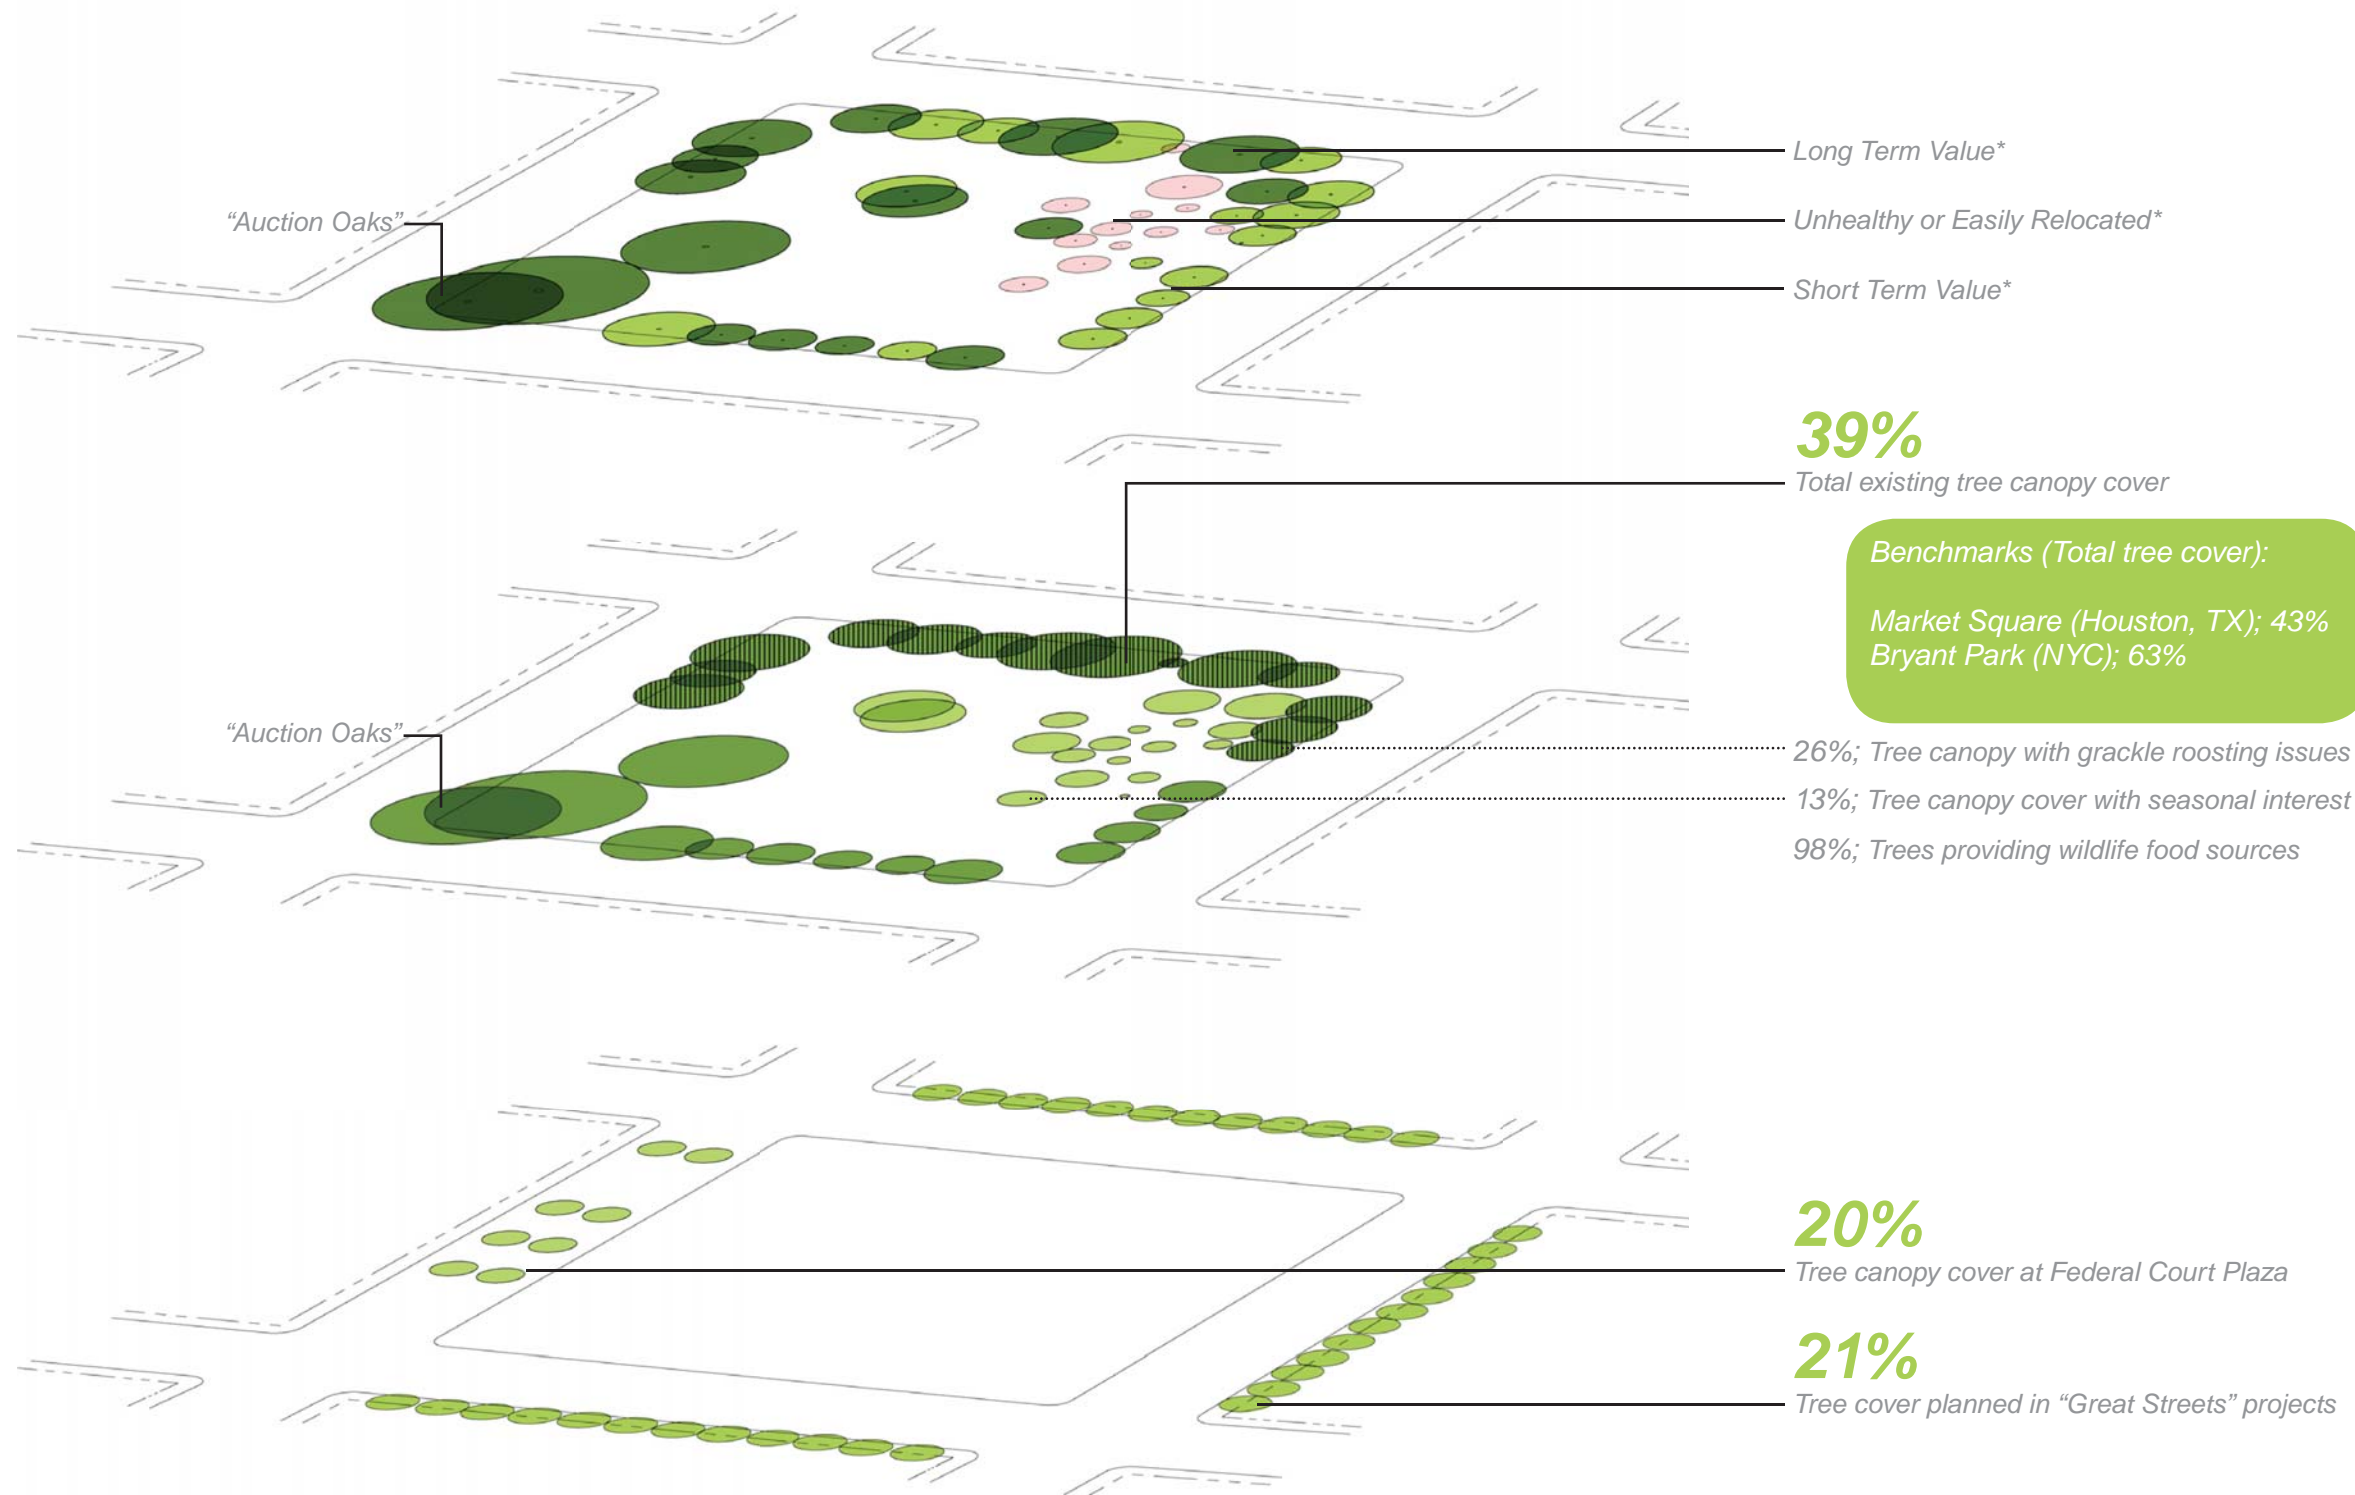 Long Term Value*
“Auction Oaks”
Unhealthy or Easily Relocated*
Short Term Value*
39%
Total existing tree canopy cover
Benchmarks (Total tree cover):
Market Square (Houston, TX); 43%
Bryant Park (NYC); 63%
“Auction Oaks”
26%; Tree canopy with grackle roosting issues
13%; Tree canopy cover with seasonal interest
98%; Trees providing wildlife food sources
20%
Tree canopy cover at Federal Court Plaza
21%
Tree cover planned in “Great Streets” projects